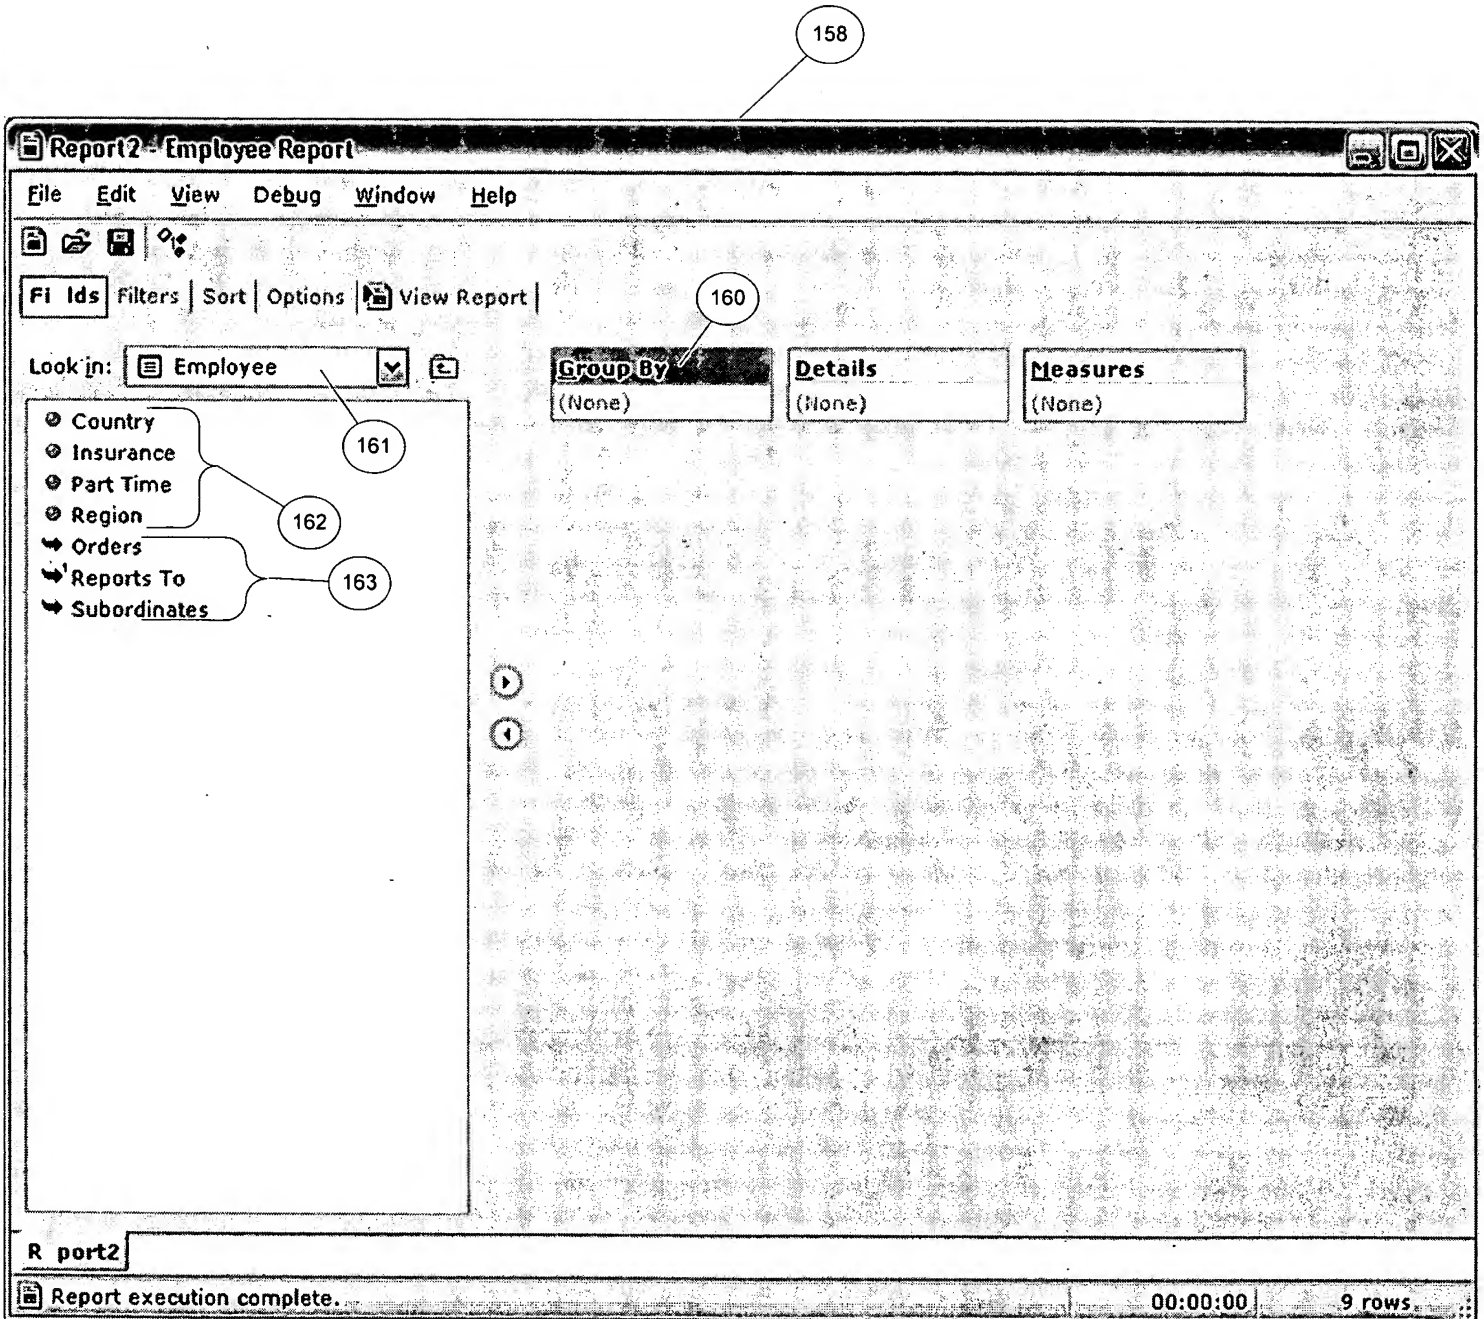 158
Report2 - Employee Report
File Edit View Debug Window Help
Fi lds Filters Sort Options View Report
160
Look in: Employee
Group By Details Measures
(None) (None) (None)
Country
161
Insurance
Part Time
Region
162
Orders
Reports To
163
Subordinates
R port2
Report execution complete. 00:00:00 9 rows